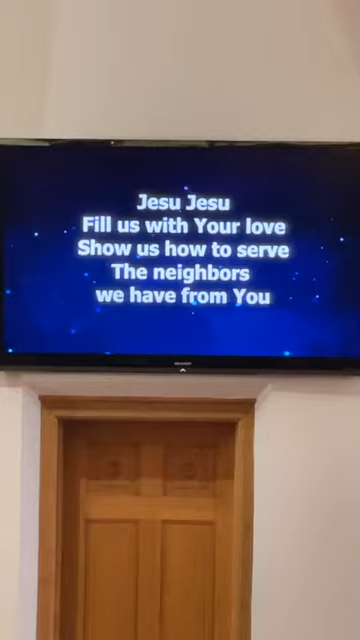 Jesu Jesu
Fill us with Your love
Show us how to serve
The neighbors
we have from You